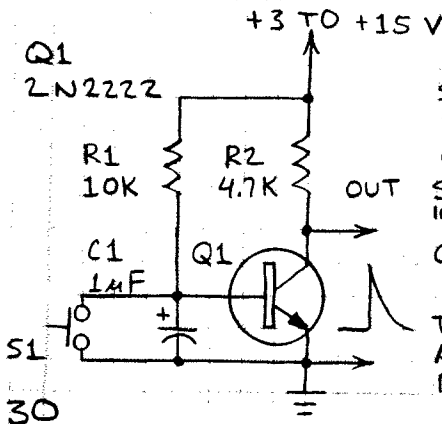 +3 TO +15 V
Q1
2N2222
R1
10K
R2
4.7K
OUT
C1
1µF
Q1
+
S1
30